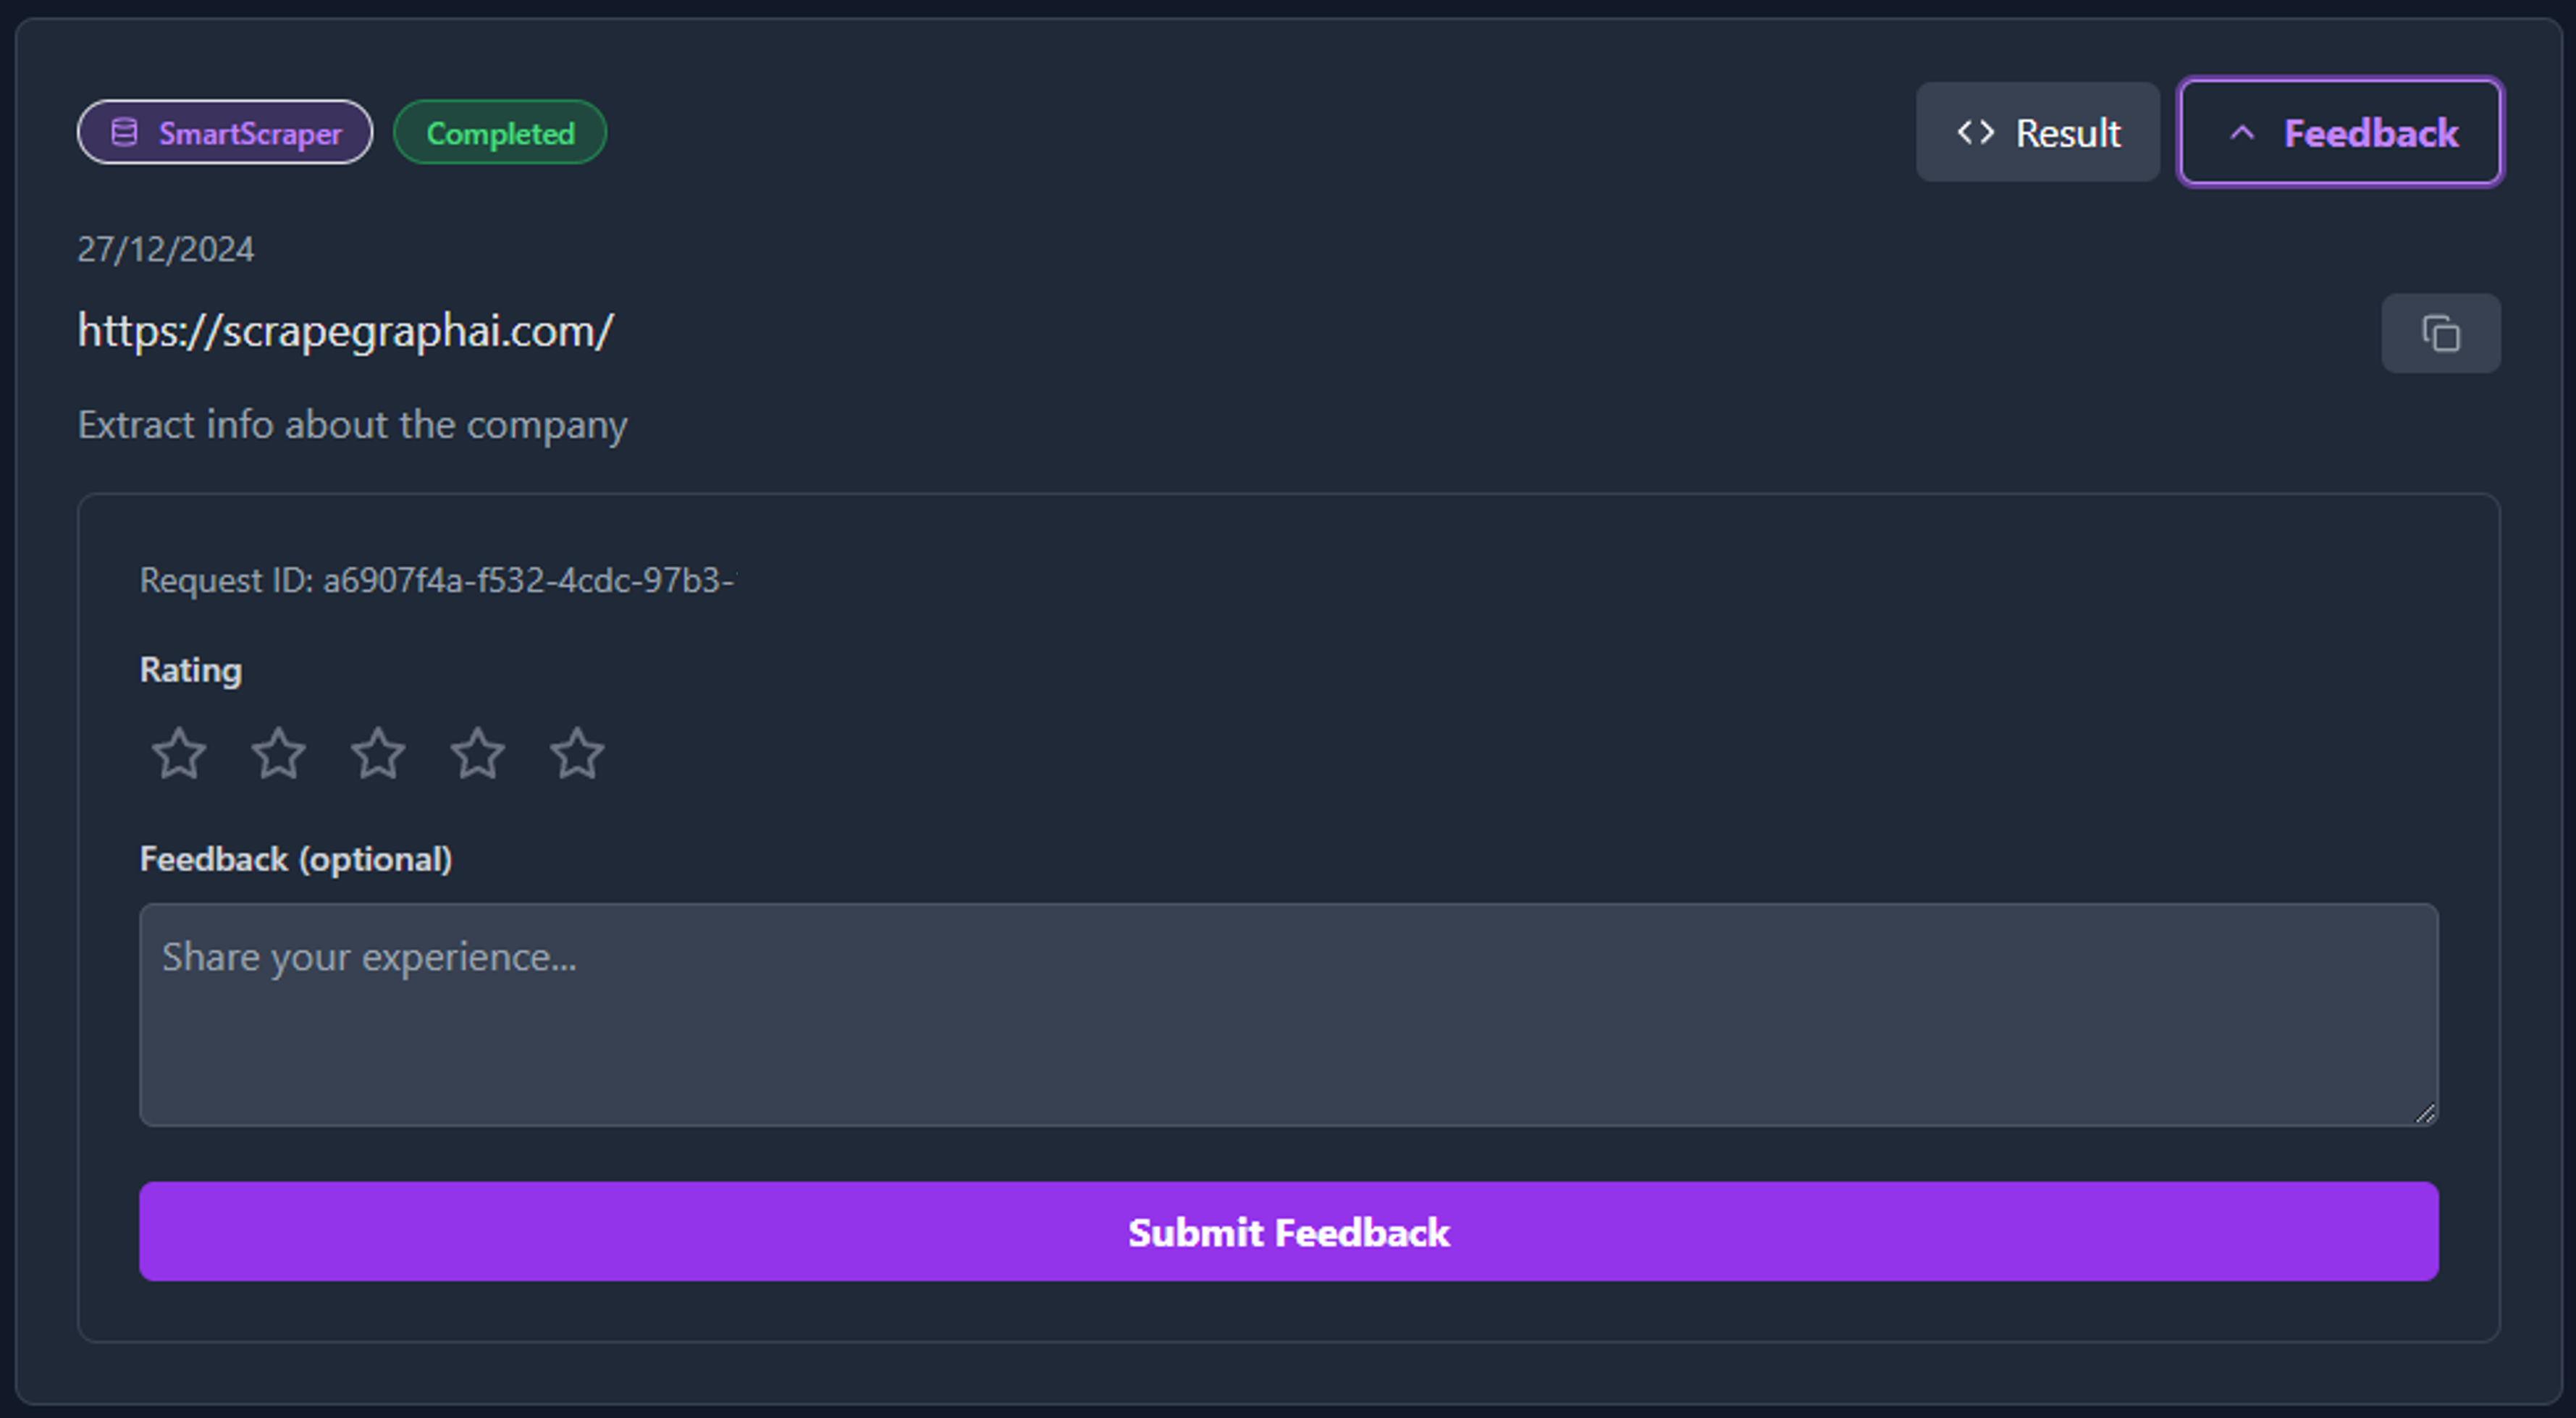 SmartScraper Completed <> Result Feedback
27/12/2024
https://scrapegraphai.com/
Extract info about the company
Request ID: a6907f4a-f532-4cdc-97b3-
Rating
Feedback (optional)
Share your experience...
Submit Feedback